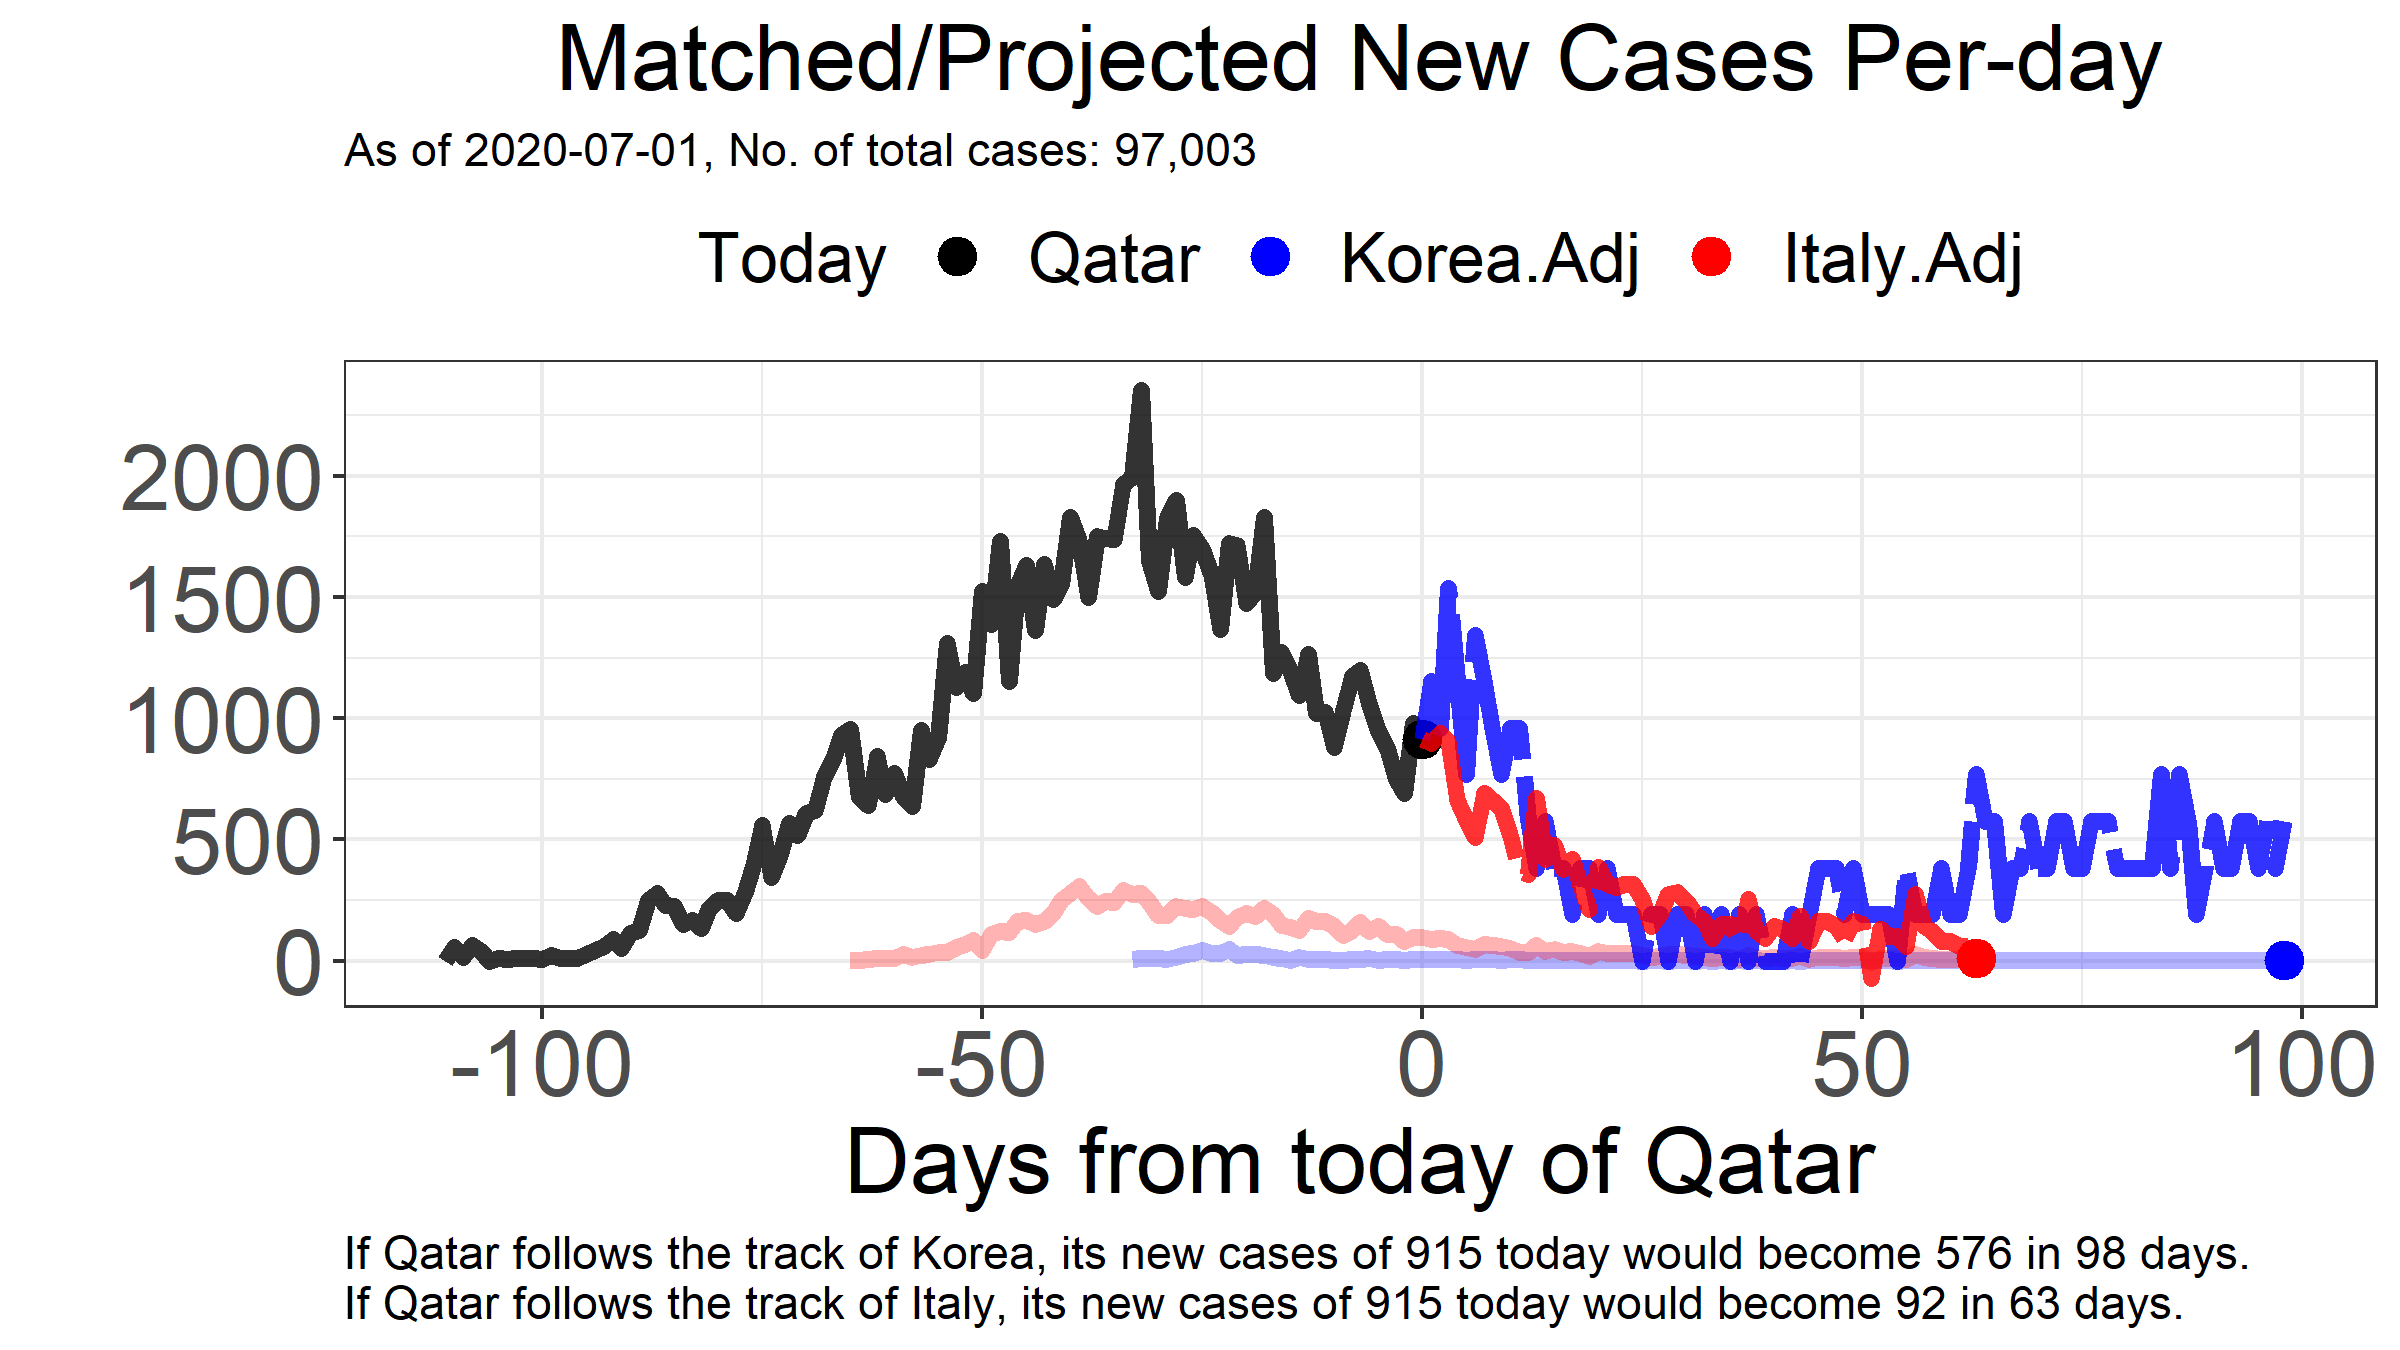 Matched/Projected New Cases Per-day
As of 2020-07-01, No. of total cases: 97,003
Today Qatar Korea.Adj Italy.Adj
2000
1500
1000
500
0
-100 -50 0 50 100
Days from today of Qatar
If Qatar follows the track of Korea, its new cases of 915 today would become 576 in 98 days.
If Qatar follows the track of Italy, its new cases of 915 today would become 92 in 63 days.